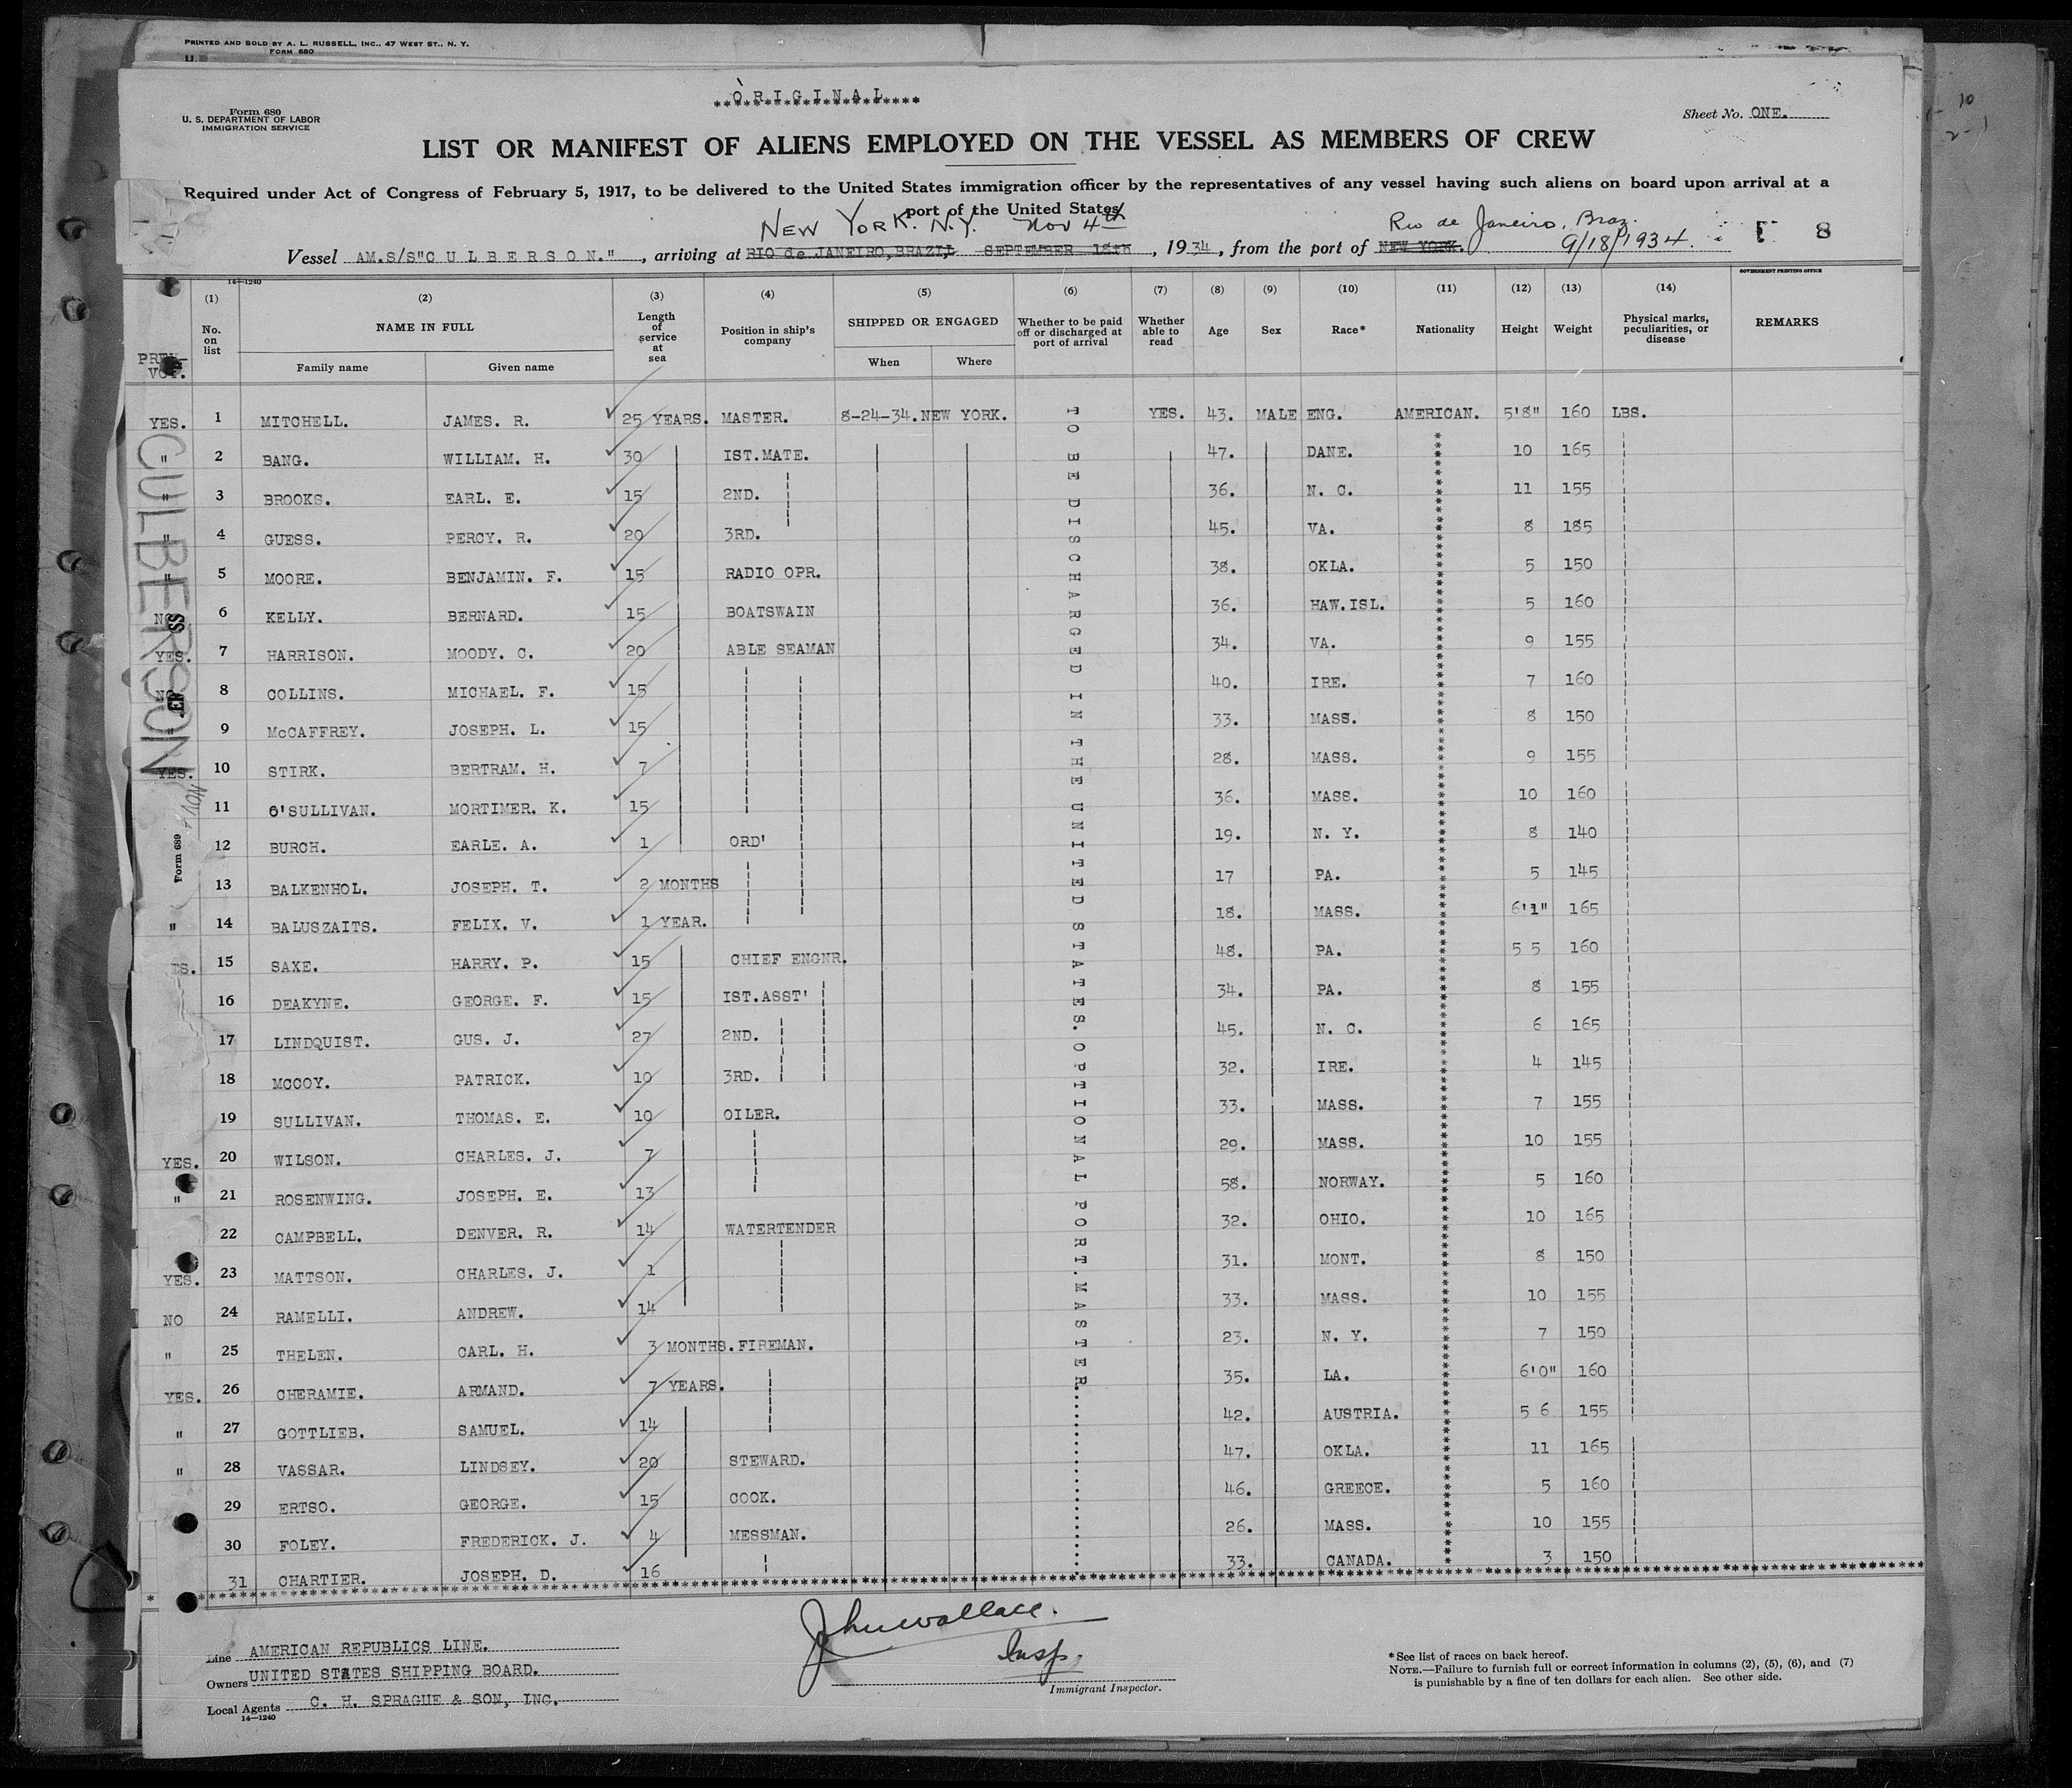 PRINTED AND SOLD BY A. L. RUSSELL, INC., 47 WEST ST., N. Y.
FORM 680
ORIGINAL
Form 680
U. S. DEPARTMENT OF LABOR
IMMIGRATION SERVICE
Sheet No. ONE.
LIST OR MANIFEST OF ALIENS EMPLOYED ON THE VESSEL AS MEMBERS OF CREW
Required under Act of Congress of February 5, 1917, to be delivered to the United States immigration officer by the representatives of any vessel having such aliens on board upon arrival at a
port of the United States
NEW YORK. N.Y. Nov 4th Rio de Janeiro, Braz. 9/18/1934. 8
Vessel AM.S/S"CULBERSON." , arriving at RIO de JANEIRO, BRAZIL SEPTEMBER 18th , 1934 , from the port of NEW YORK.
14—1240 GOVERNMENT PRINTING OFFICE
(1) (2) (3) (4) (5) (6) (7) (8) (9) (10) (11) (12) (13) (14)
No. on list NAME IN FULL Length of service at sea Position in ship's company SHIPPED OR ENGAGED Whether to be paid off or discharged at port of arrival Whether able to read Age Sex Race* Nationality Height Weight Physical marks, peculiarities, or disease REMARKS
Family name Given name When Where
CULBERSON
Form 689
TO BE DISCHARGED IN THE UNITED STATES. OPTIONAL PORT. MASTER
YES. 1 MITCHELL. JAMES. R. 25 YEARS. MASTER. 8-24-34. NEW YORK. YES. 43. MALE ENG. AMERICAN. 5'8" 160 LBS.
" 2 BANG. WILLIAM. H. 30 IST.MATE. 47. DANE. 10 165
" 3 BROOKS. EARL. E. 15 2ND. 36. N. C. 11 155
" 4 GUESS. PERCY. R. 20 3RD. 45. VA. 8 185
" 5 MOORE. BENJAMIN. F. 15 RADIO OPR. 38. OKLA. 5 150
NO 6 KELLY. BERNARD. 15 BOATSWAIN 36. HAW.ISL. 5 160
YES. 7 HARRISON. MOODY. C. 20 ABLE SEAMAN 34. VA. 9 155
NO 8 COLLINS. MICHAEL. F. 15 40. IRE. 7 160
" 9 McCAFFREY. JOSEPH. L. 15 33. MASS. 8 150
YES. 10 STIRK. BERTRAM. H. 7 28. MASS. 9 155
11 O'SULLIVAN. MORTIMER. K. 15 36. MASS. 10 160
12 BURCH. EARLE. A. 1 ORD' 19. N. Y. 8 140
13 BALKENHOL. JOSEPH. T. 2 MONTHS 17 PA. 5 145
" 14 BALUSZAITS. FELIX. V. 1 YEAR. 18. MASS. 6'1" 165
ES. 15 SAXE. HARRY. P. 15 CHIEF ENGNR. 48. PA. 5 5 160
16 DEAKYNE. GEORGE. F. 15 IST.ASST' 34. PA. 8 155
17 LINDQUIST. GUS. J. 27 2ND. 45. N. C. 6 165
18 MCCOY. PATRICK. 10 3RD. 32. IRE. 4 145
19 SULLIVAN. THOMAS. E. 10 OILER. 33. MASS. 7 155
YES. 20 WILSON. CHARLES. J. 7 29. MASS. 10 155
" 21 ROSENWING. JOSEPH. E. 13 58. NORWAY. 5 160
22 CAMPBELL. DENVER. R. 14 WATERTENDER 32. OHIO. 10 165
YES. 23 MATTSON. CHARLES. J. 1 31. MONT. 8 150
NO 24 RAMELLI. ANDREW. 14 33. MASS. 10 155
" 25 THELEN. CARL. H. 3 MONTHS. FIREMAN. 23. N. Y. 7 150
YES. 26 CHERAMIE. ARMAND. 7 YEARS. 35. LA. 6'0" 160
" 27 GOTTLIEB. SAMUEL. 14 42. AUSTRIA. 5 6 155
" 28 VASSAR. LINDSEY. 20 STEWARD. 47. OKLA. 11 165
29 ERTSO. GEORGE. 15 COOK. 46. GREECE. 5 160
30 FOLEY. FREDERICK. J. 4 MESSMAN. 26. MASS. 10 155
31 CHARTIER. JOSEPH. D. 16 33. CANADA. 3 150
Line AMERICAN REPUBLICS LINE.
Owners UNITED STATES SHIPPING BOARD.
Local Agents C. H. SPRAGUE & SON, INC.
14—1240
John Wallace.
Insp.
Immigrant Inspector.
*See list of races on back hereof.
NOTE.—Failure to furnish full or correct information in columns (2), (5), (6), and (7)
is punishable by a fine of ten dollars for each alien. See other side.